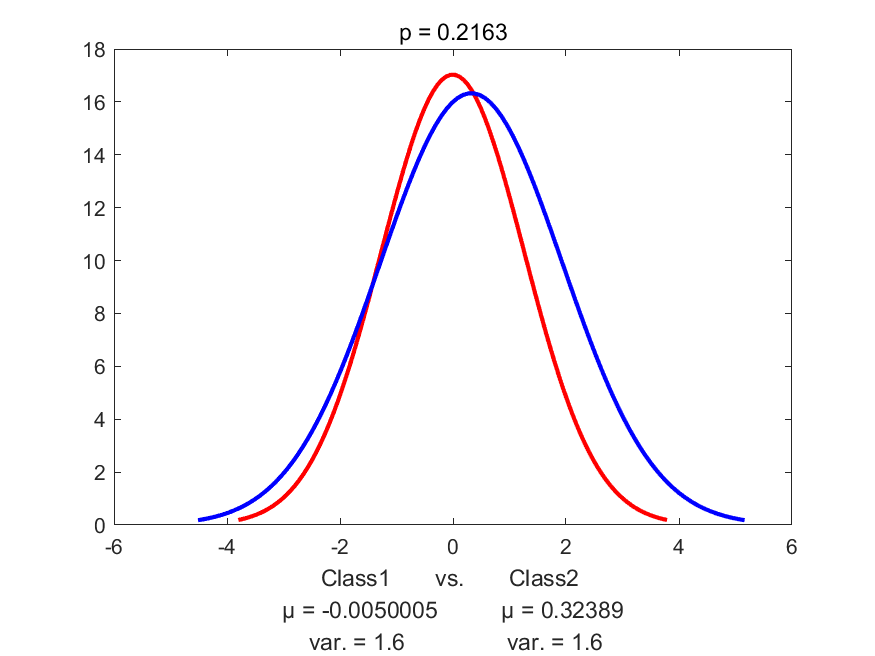 p = 0.2163
18
16
14
12
10
8
6
4
2
0
-6 -4 -2 0 2 4 6
Class1 vs. Class2
μ = -0.0050005 μ = 0.32389
var. = 1.6 var. = 1.6